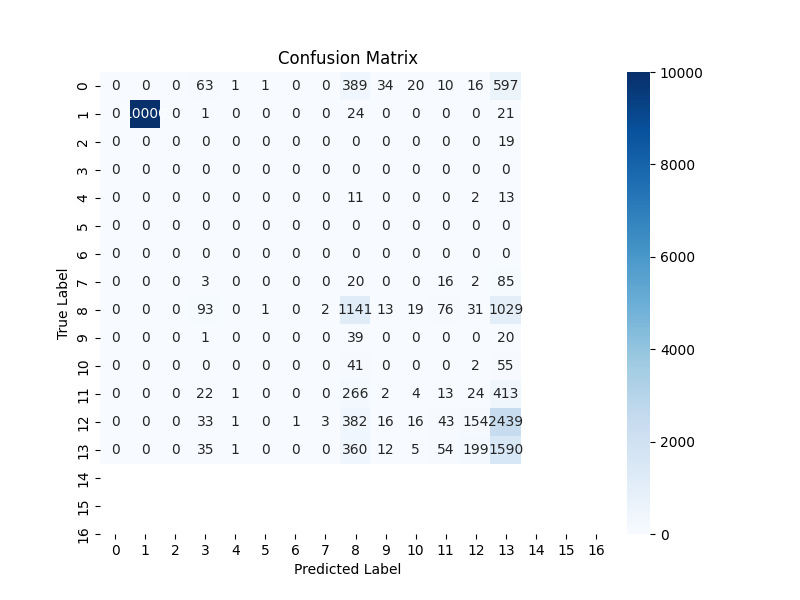 Confusion Matrix
0 0 0 0 63 1 1 0 0 389 34 20 10 16 597 10000
1 0 0 1 0 0 0 0 24 0 0 0 0 21
2 0 0 0 0 0 0 0 0 0 0 0 0 0 19 8000
3 0 0 0 0 0 0 0 0 0 0 0 0 0 0
4 0 0 0 0 0 0 0 0 11 0 0 0 2 13
5 0 0 0 0 0 0 0 0 0 0 0 0 0 0 6000
6 0 0 0 0 0 0 0 0 0 0 0 0 0 0
7 0 0 0 3 0 0 0 0 20 0 0 16 2 85
True Label 8 0 0 0 93 0 1 0 2 1141 13 19 76 31 1029 4000
9 0 0 0 1 0 0 0 0 39 0 0 0 0 20
10 0 0 0 0 0 0 0 0 41 0 0 0 2 55
11 0 0 0 22 1 0 0 0 266 2 4 13 24 413
12 0 0 0 33 1 0 1 3 382 16 16 43 154 2439 2000
13 0 0 0 35 1 0 0 0 360 12 5 54 199 1590
14
15
16 0
0 1 2 3 4 5 6 7 8 9 10 11 12 13 14 15 16
Predicted Label